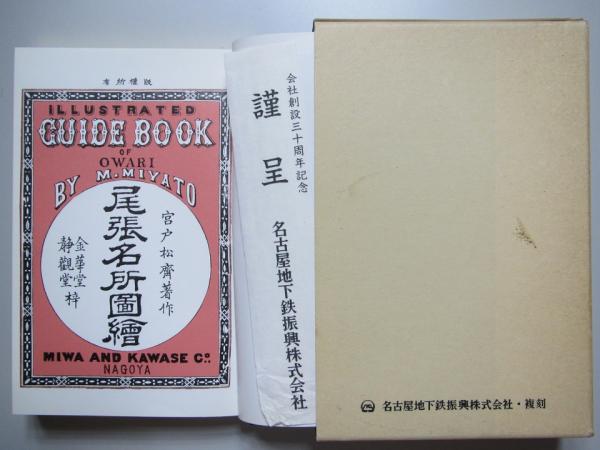 版權所有
ILLUSTRATED
GUIDE BOOK
OF
OWARI
BY M. MIYATO
宮戸松齋著作
尾張名所圖繪
金華堂
静觀堂 梓
MIWA AND KAWASE Cº.
NAGOYA
会社創設三十周年記念
謹呈
名古屋地下鉄振興株式会社
名古屋地下鉄振興株式会社・複刻